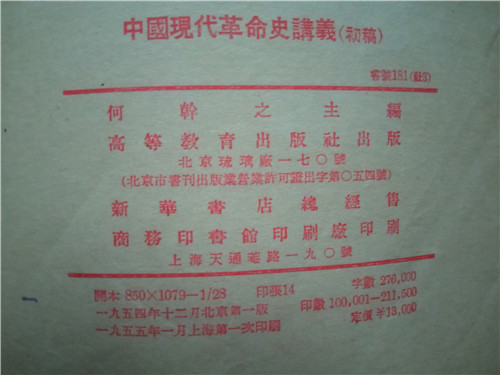 中國現代革命史講義(初稿)
書號181(社3)
何幹之主編
高等教育出版社出版
北京琉璃廠一七〇號
(北京市書刊出版業營業許可證出字第〇五四號)
新華書店總經售
商務印書館印刷廠印刷
上海天通菴路一九〇號
開本 850×1079—1/28 印張14 字數 276,000
一九五四年十二月北京第一版 印數 100,001—211,500
一九五五年一月上海第一次印刷 定價 ¥13,000